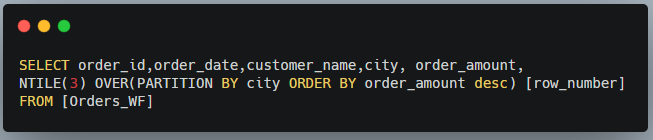 SELECT order_id,order_date,customer_name,city, order_amount,
NTILE(3) OVER(PARTITION BY city ORDER BY order_amount desc) [row_number]
FROM [Orders_WF]